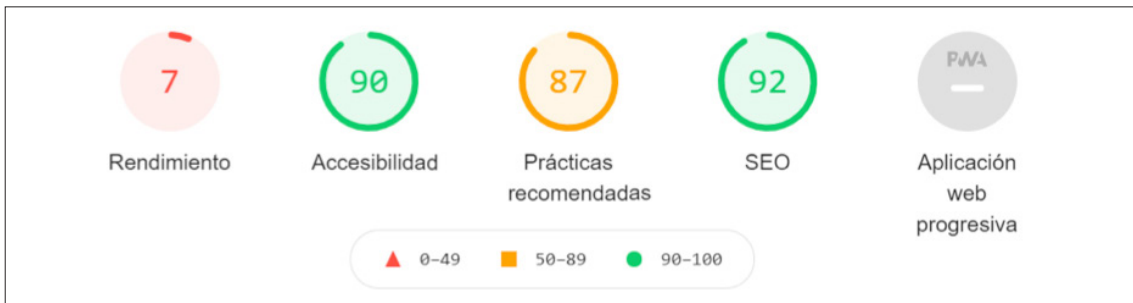 7
90
87
92
PWA
Rendimiento
Accesibilidad
Prácticas
recomendadas
SEO
Aplicación
web
progresiva
0–49
50–89
90–100